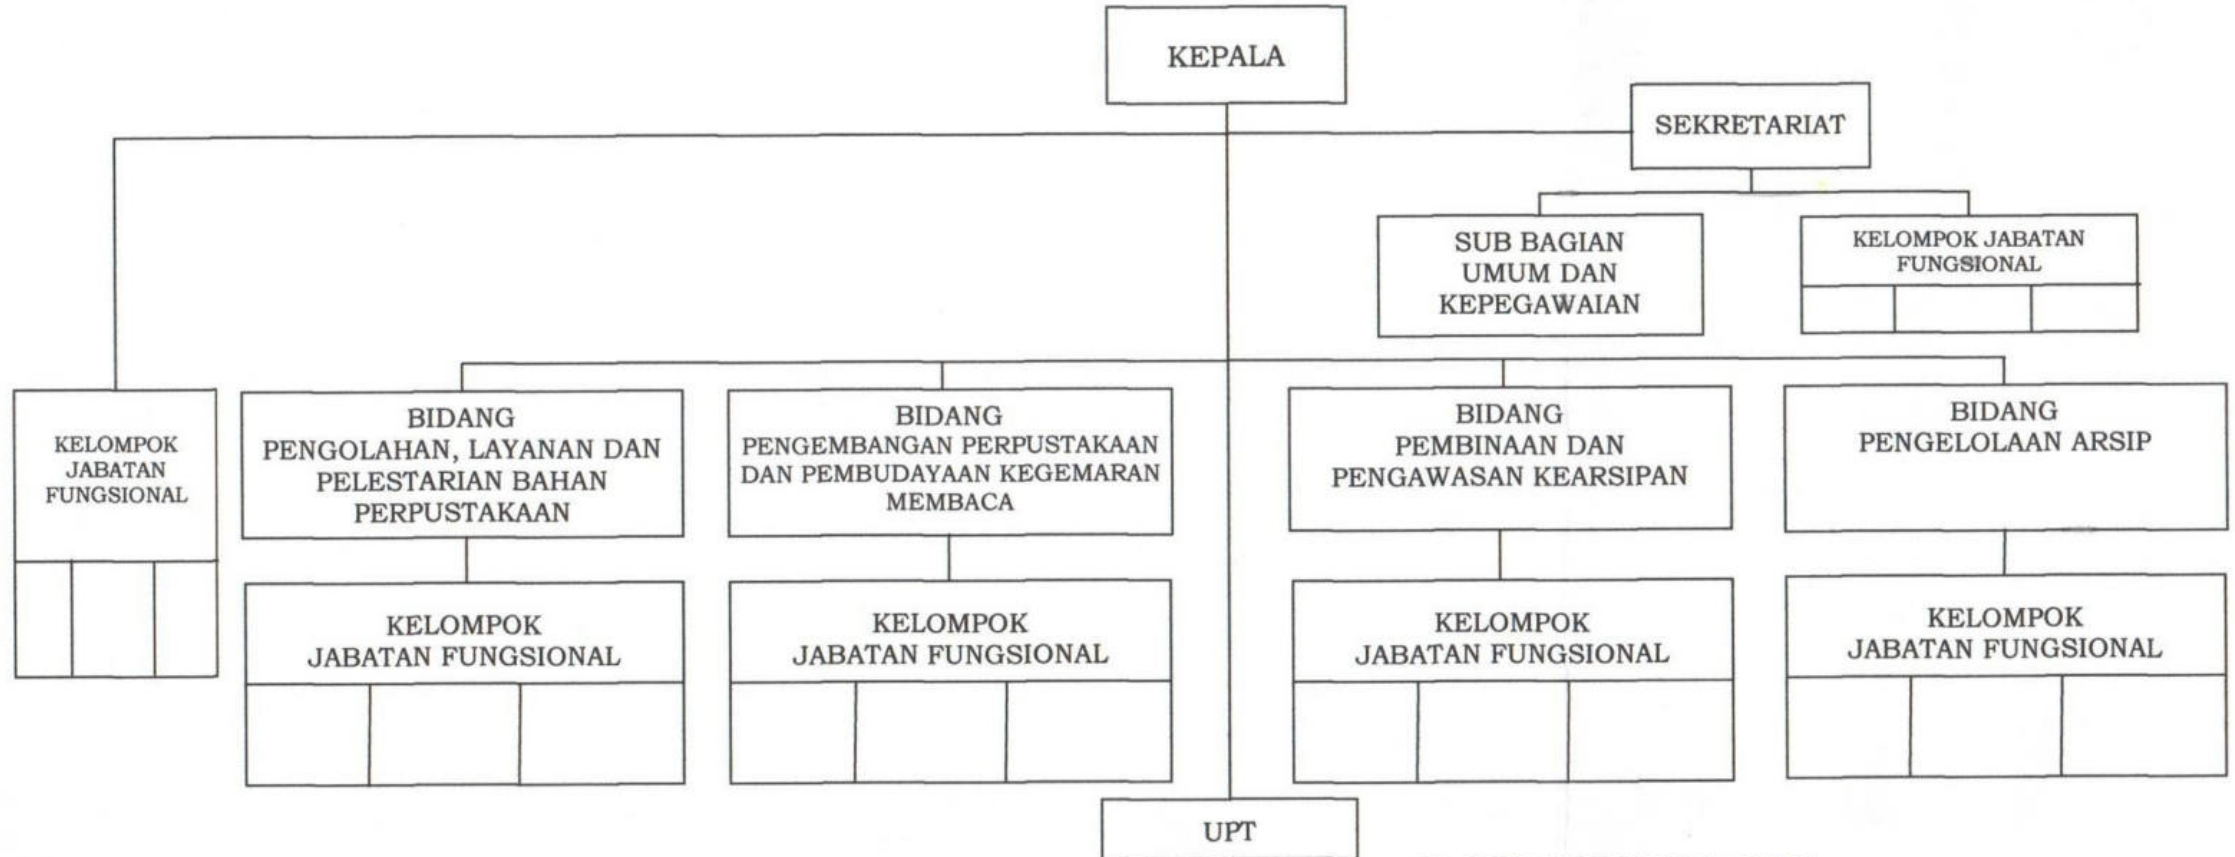 KEPALA
SEKRETARIAT
SUB BAGIAN
UMUM DAN
KEPEGAWAIAN
KELOMPOK JABATAN
FUNGSIONAL
KELOMPOK
JABATAN
FUNGSIONAL
BIDANG
PENGOLAHAN, LAYANAN DAN
PELESTARIAN BAHAN
PERPUSTAKAAN
BIDANG
PENGEMBANGAN PERPUSTAKAAN
DAN PEMBUDAYAAN KEGEMARAN
MEMBACA
BIDANG
PEMBINAAN DAN
PENGAWASAN KEARSIPAN
BIDANG
PENGELOLAAN ARSIP
KELOMPOK
JABATAN FUNGSIONAL
KELOMPOK
JABATAN FUNGSIONAL
KELOMPOK
JABATAN FUNGSIONAL
KELOMPOK
JABATAN FUNGSIONAL
UPT